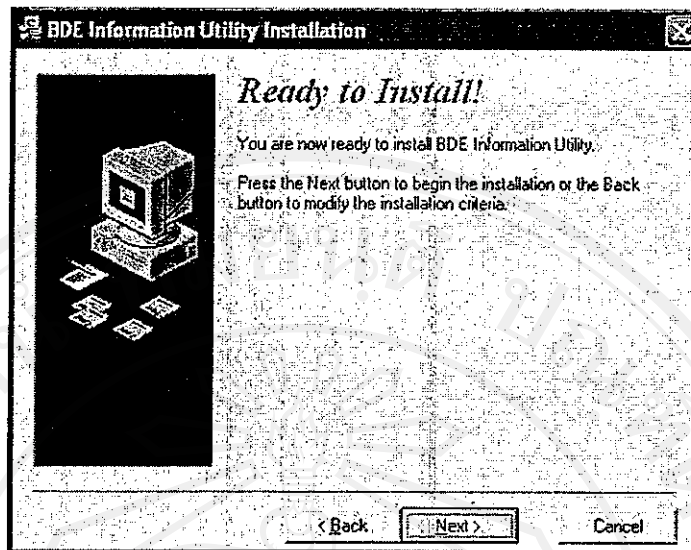 BDE Information Utility Installation
Ready to Install!
You are now ready to install BDE Information Utility.
Press the Next button to begin the installation or the Back
button to modify the installation criteria.
< Back
Next >
Cancel